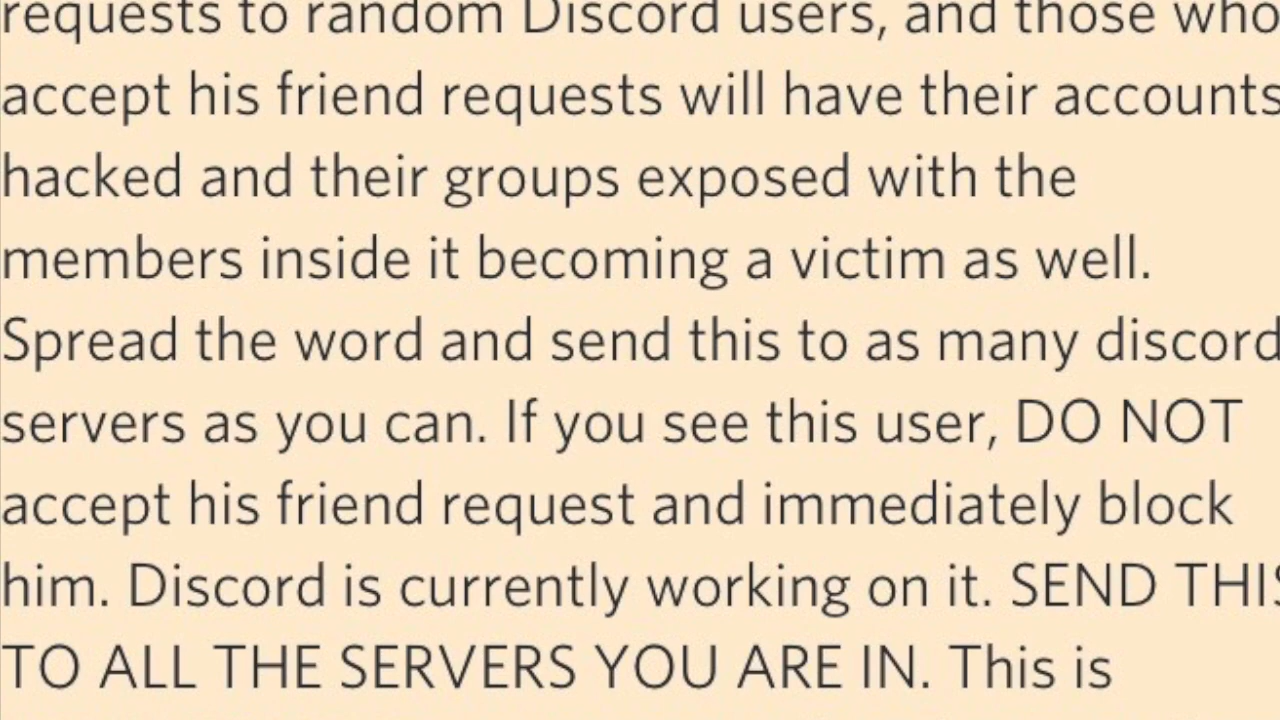 requests to random Discord users, and those who
accept his friend requests will have their accounts
hacked and their groups exposed with the
members inside it becoming a victim as well.
Spread the word and send this to as many discord
servers as you can. If you see this user, DO NOT
accept his friend request and immediately block
him. Discord is currently working on it. SEND THIS
TO ALL THE SERVERS YOU ARE IN. This is